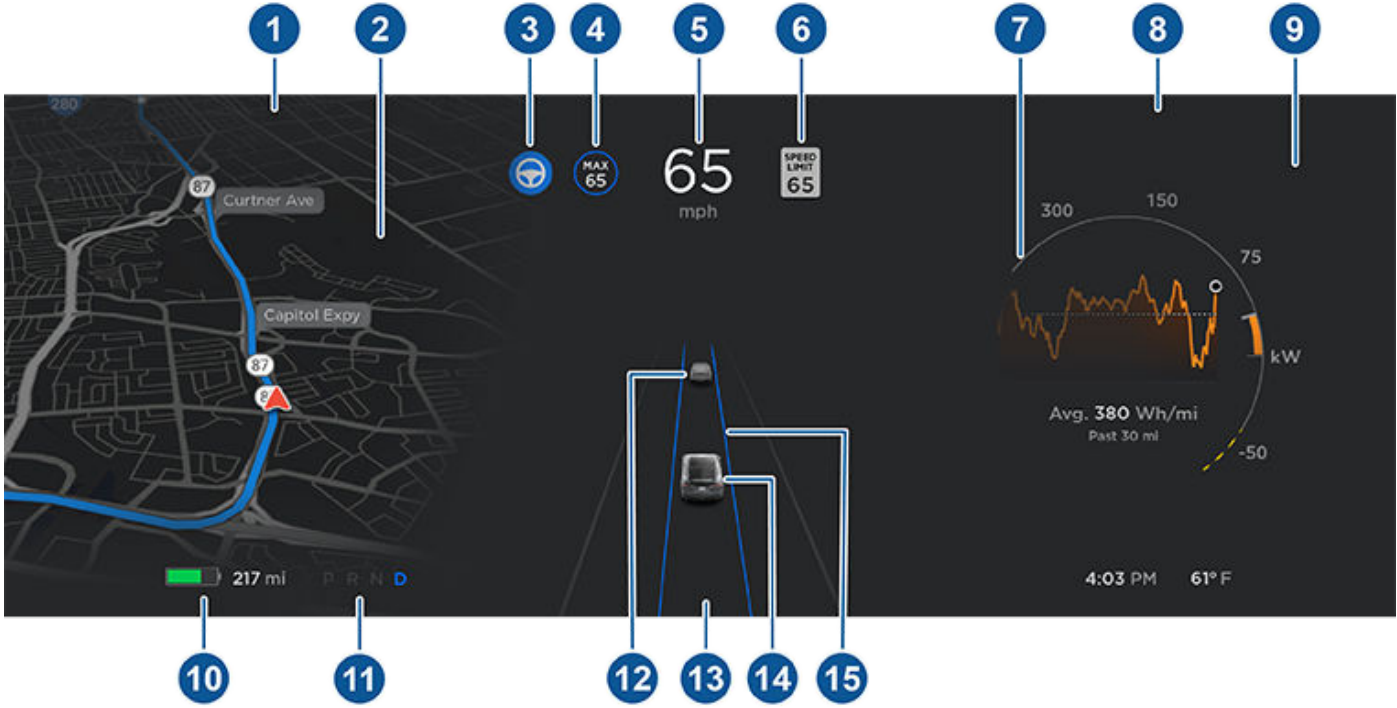 1 2 3 4 5 6 7 8 9
280
87
Curtner Ave
Capitol Expy
87
8
MAX
65
65
mph
SPEED
LIMIT
65
300 150
75
kW
-50
Avg. 380 Wh/mi
Past 30 mi
217 mi P R N D
4:03 PM 61° F
10 11 12 13 14 15